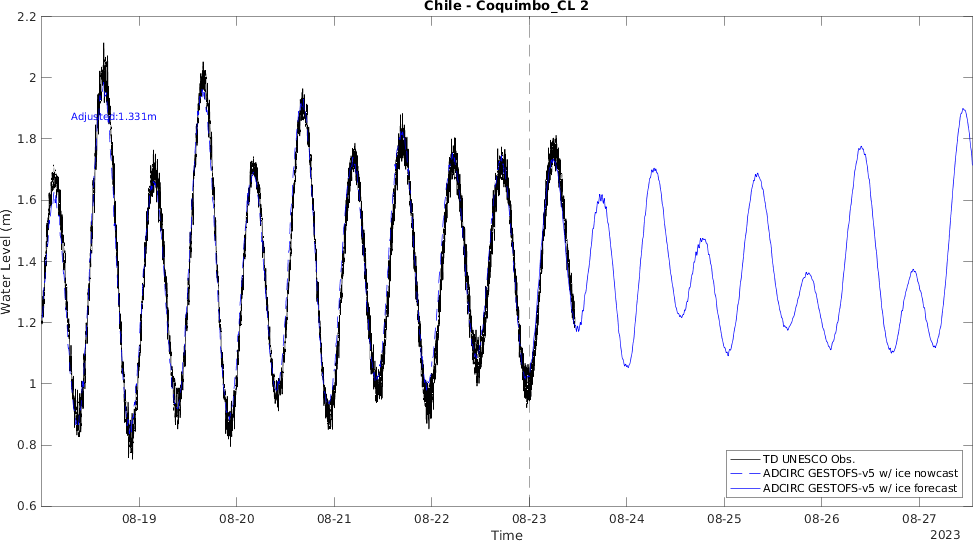 Chile - Coquimbo_CL 2
2.2
2
1.8
1.6
1.4
1.2
1
0.8
0.6
Water Level (m)
Adjusted:1.331m
TD UNESCO Obs.
ADCIRC GESTOFS-v5 w/ ice nowcast
ADCIRC GESTOFS-v5 w/ ice forecast
08-19 08-20 08-21 08-22 08-23 08-24 08-25 08-26 08-27
Time
2023